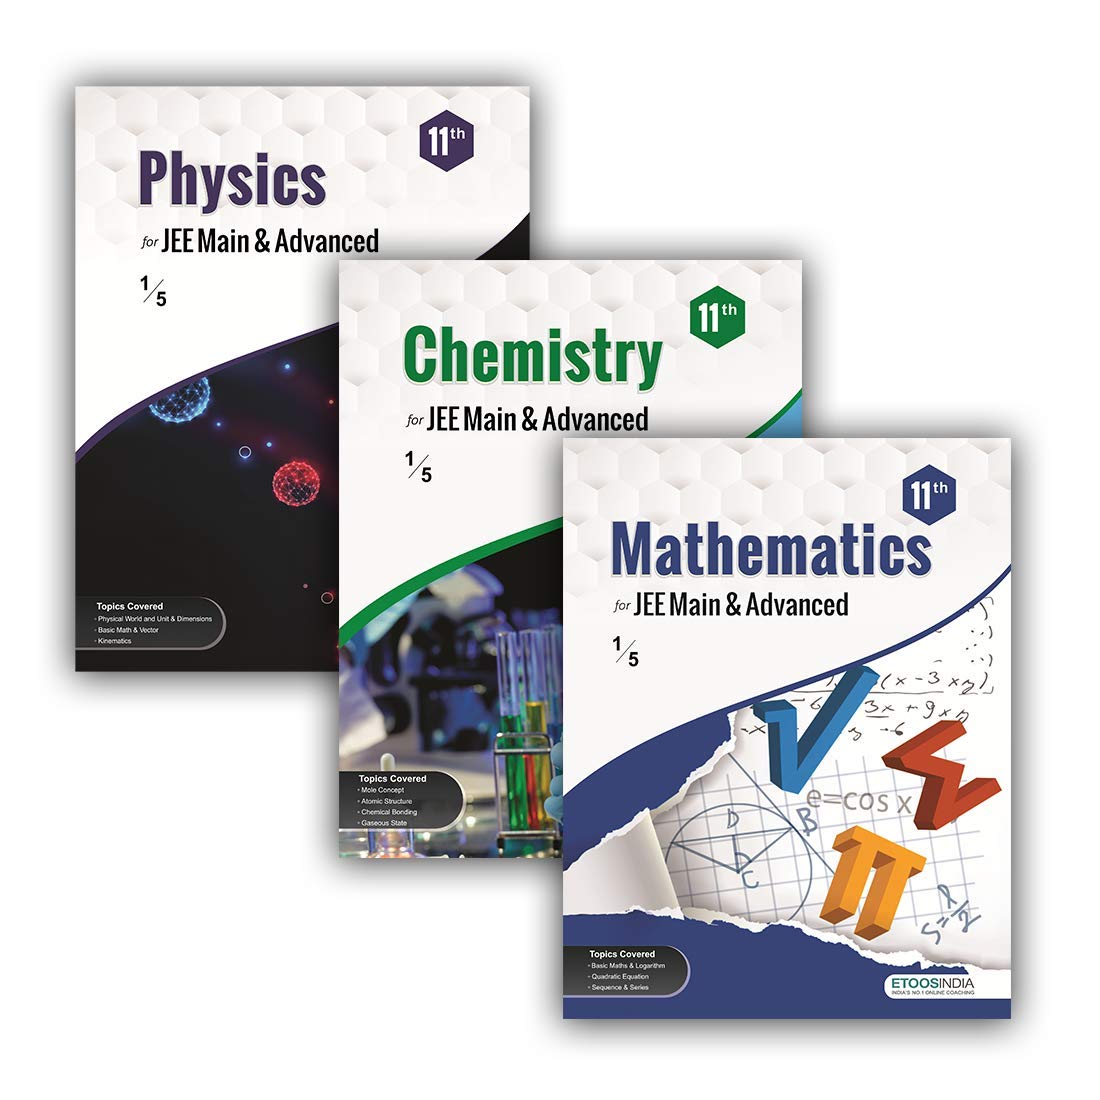 11th
Physics
for JEE Main & Advanced
1/5
Topics Covered
• Physical World and Unit & Dimensions
• Basic Math & Vector
• Kinematics
11th
Chemistry
for JEE Main & Advanced
1/5
Topics Covered
• Mole Concept
• Atomic Structure
• Chemical Bonding
• Gaseous State
11th
Mathematics
for JEE Main & Advanced
1/5
(x-3xy)
3x+9xy
√
Σ
e=cos x
D
B
h
C
π
Topics Covered
• Basic Maths & Logarithm
• Quadratic Equation
• Sequence & Series
ETOOSINDIA
INDIA'S NO.1 ONLINE COACHING